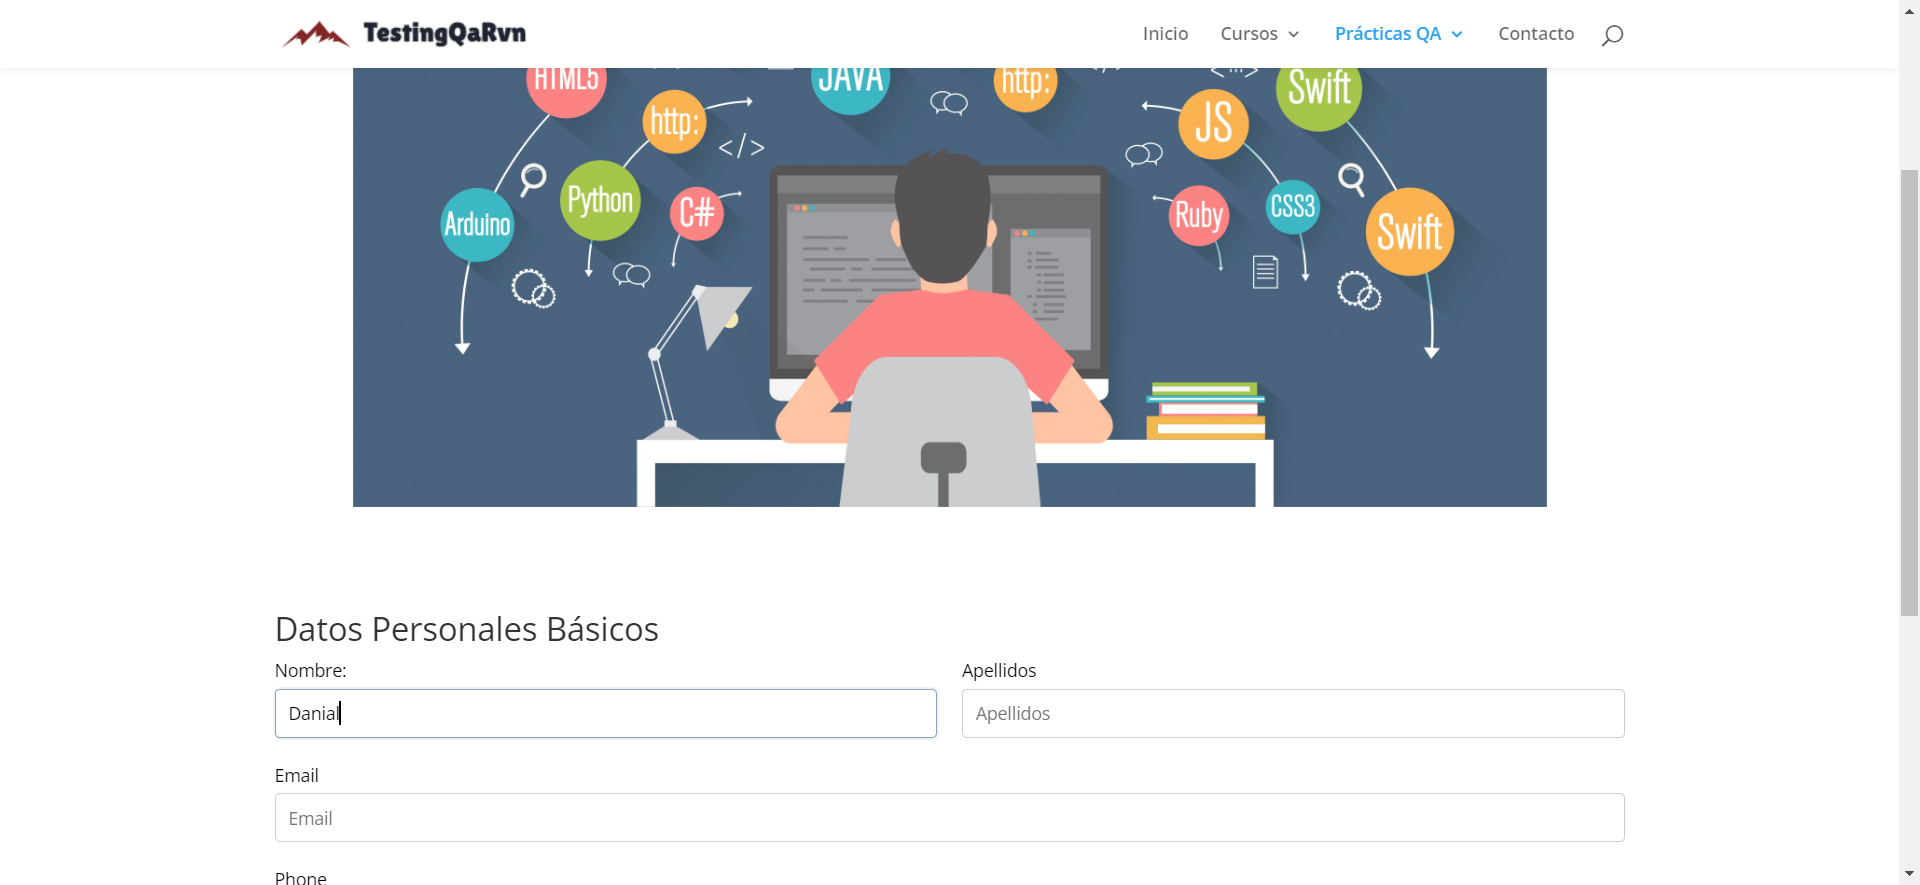 TestingQaRvn
Inicio
Cursos
Prácticas QA
Contacto
HTML5
JAVA
http:
Swift
http:
</>
JS
Python
Arduino
C#
Ruby
CSS3
Swift
Datos Personales Básicos
Nombre:
Apellidos
Danial
Apellidos
Email
Email
Phone